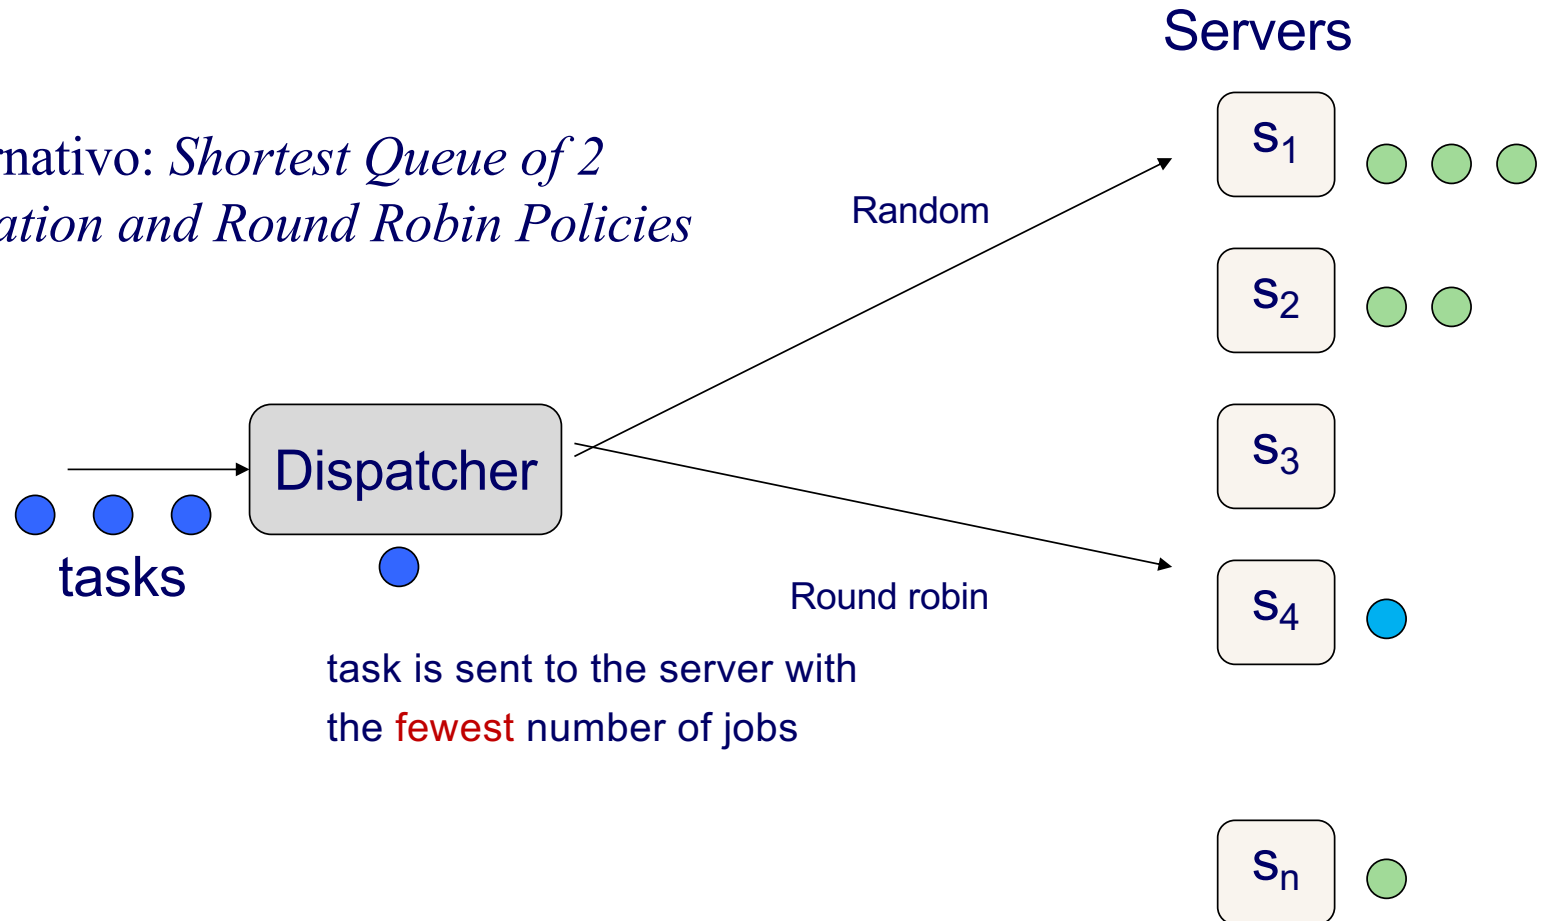 Servers
rnativo: Shortest Queue of 2
ation and Round Robin Policies
Random
s1
s2
Dispatcher
s3
tasks
Round robin
s4
task is sent to the server with
the fewest number of jobs
sn